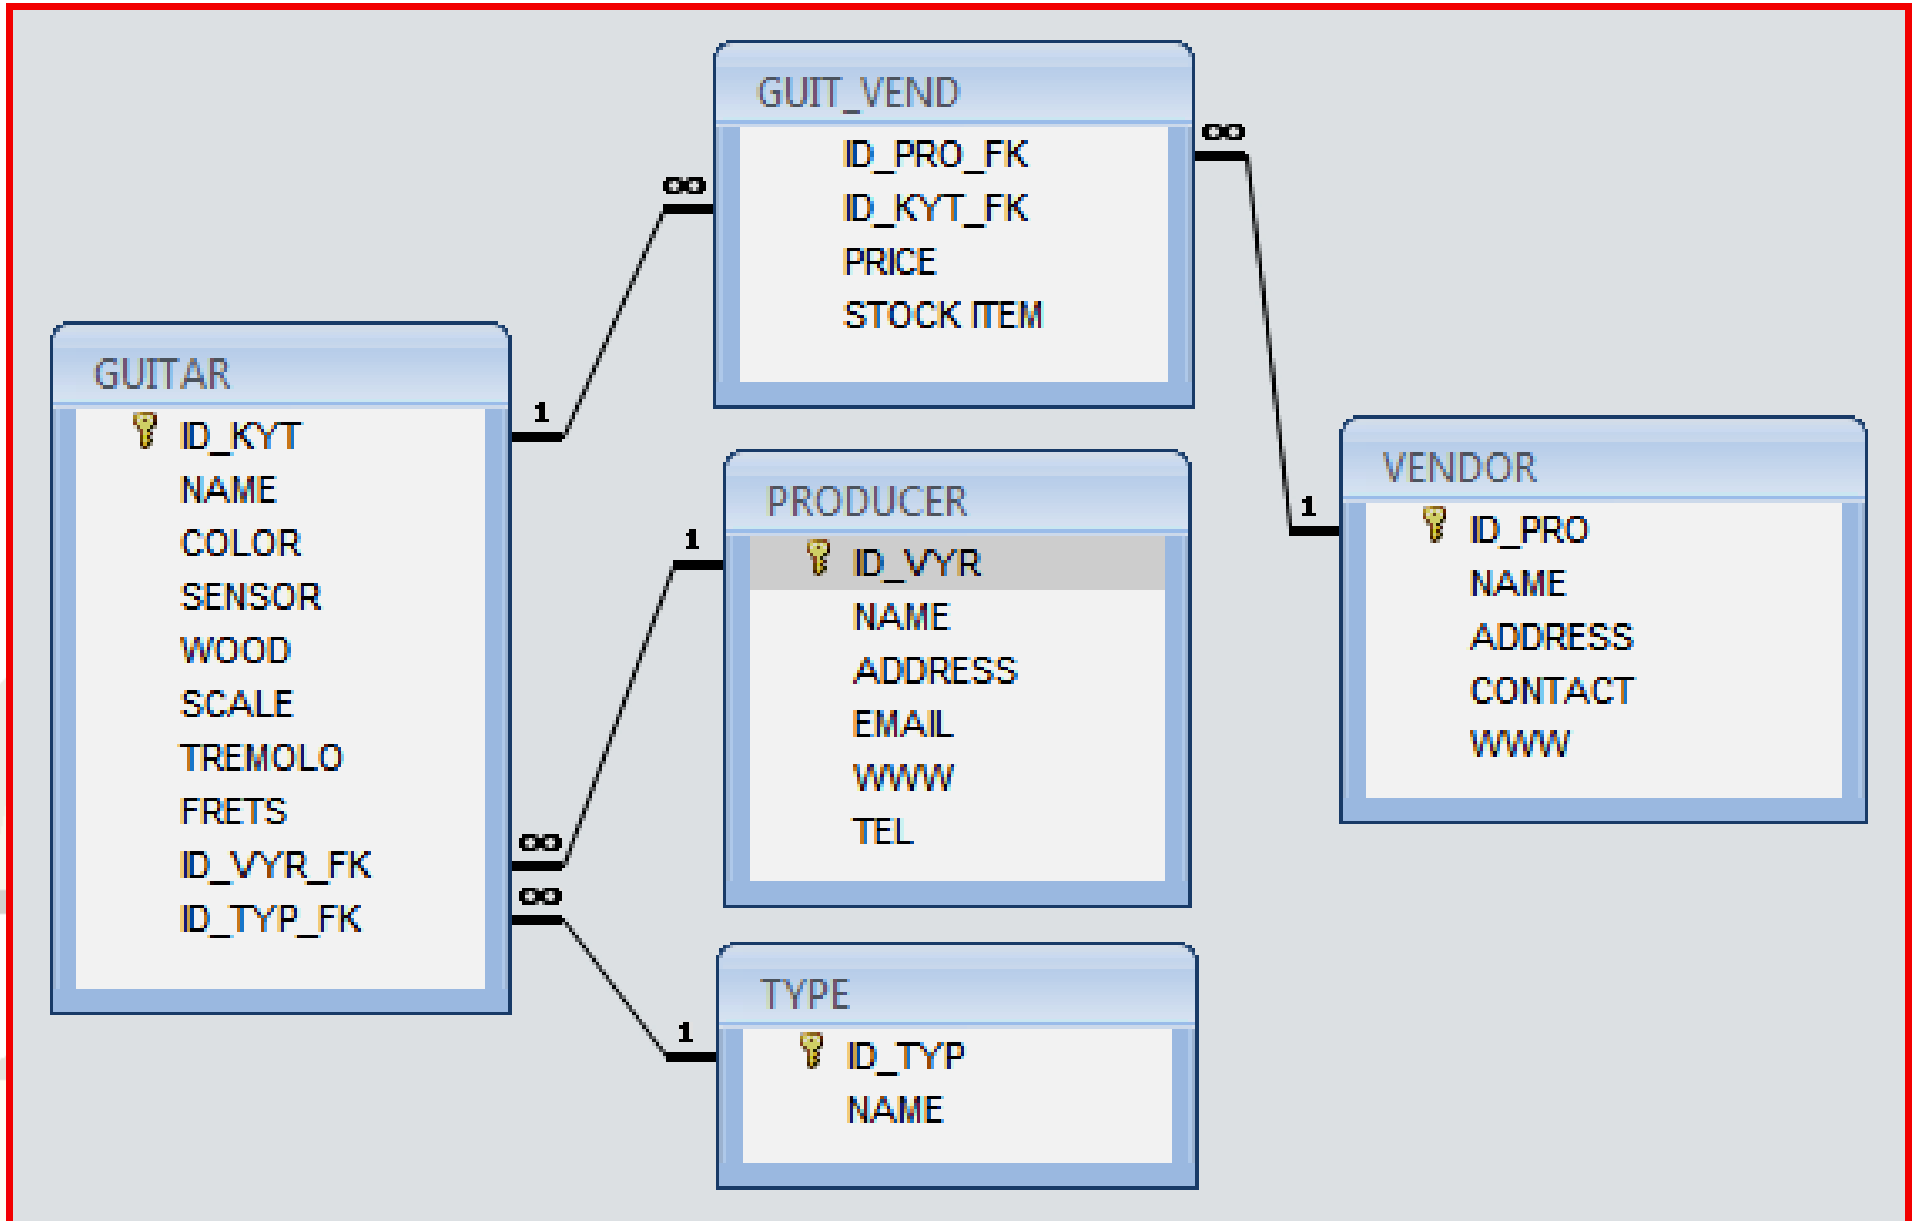 GUIT_VEND
ID_PRO_FK
ID_KYT_FK
PRICE
STOCK ITEM
∞
∞
GUITAR
ID_KYT
NAME
COLOR
SENSOR
WOOD
SCALE
TREMOLO
FRETS
ID_VYR_FK
ID_TYP_FK
1
∞
∞
PRODUCER
ID_VYR
NAME
ADDRESS
EMAIL
WWW
TEL
1
VENDOR
ID_PRO
NAME
ADDRESS
CONTACT
WWW
1
TYPE
ID_TYP
NAME
1